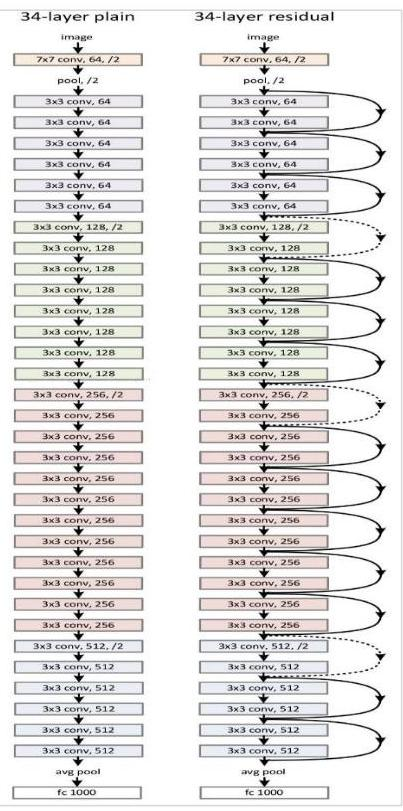 34-layer plain
image
7x7 conv, 64, /2
pool, /2
3x3 conv, 64
3x3 conv, 64
3x3 conv, 64
3x3 conv, 64
3x3 conv, 64
3x3 conv, 64
3x3 conv, 128, /2
3x3 conv, 128
3x3 conv, 128
3x3 conv, 128
3x3 conv, 128
3x3 conv, 128
3x3 conv, 128
3x3 conv, 128
3x3 conv, 256, /2
3x3 conv, 256
3x3 conv, 256
3x3 conv, 256
3x3 conv, 256
3x3 conv, 256
3x3 conv, 256
3x3 conv, 256
3x3 conv, 256
3x3 conv, 256
3x3 conv, 256
3x3 conv, 256
3x3 conv, 512, /2
3x3 conv, 512
3x3 conv, 512
3x3 conv, 512
3x3 conv, 512
3x3 conv, 512
avg pool
fc 1000
34-layer residual
image
7x7 conv, 64, /2
pool, /2
3x3 conv, 64
3x3 conv, 64
3x3 conv, 64
3x3 conv, 64
3x3 conv, 64
3x3 conv, 64
3x3 conv, 128, /2
3x3 conv, 128
3x3 conv, 128
3x3 conv, 128
3x3 conv, 128
3x3 conv, 128
3x3 conv, 128
3x3 conv, 128
3x3 conv, 256, /2
3x3 conv, 256
3x3 conv, 256
3x3 conv, 256
3x3 conv, 256
3x3 conv, 256
3x3 conv, 256
3x3 conv, 256
3x3 conv, 256
3x3 conv, 256
3x3 conv, 256
3x3 conv, 256
3x3 conv, 512, /2
3x3 conv, 512
3x3 conv, 512
3x3 conv, 512
3x3 conv, 512
3x3 conv, 512
avg pool
fc 1000